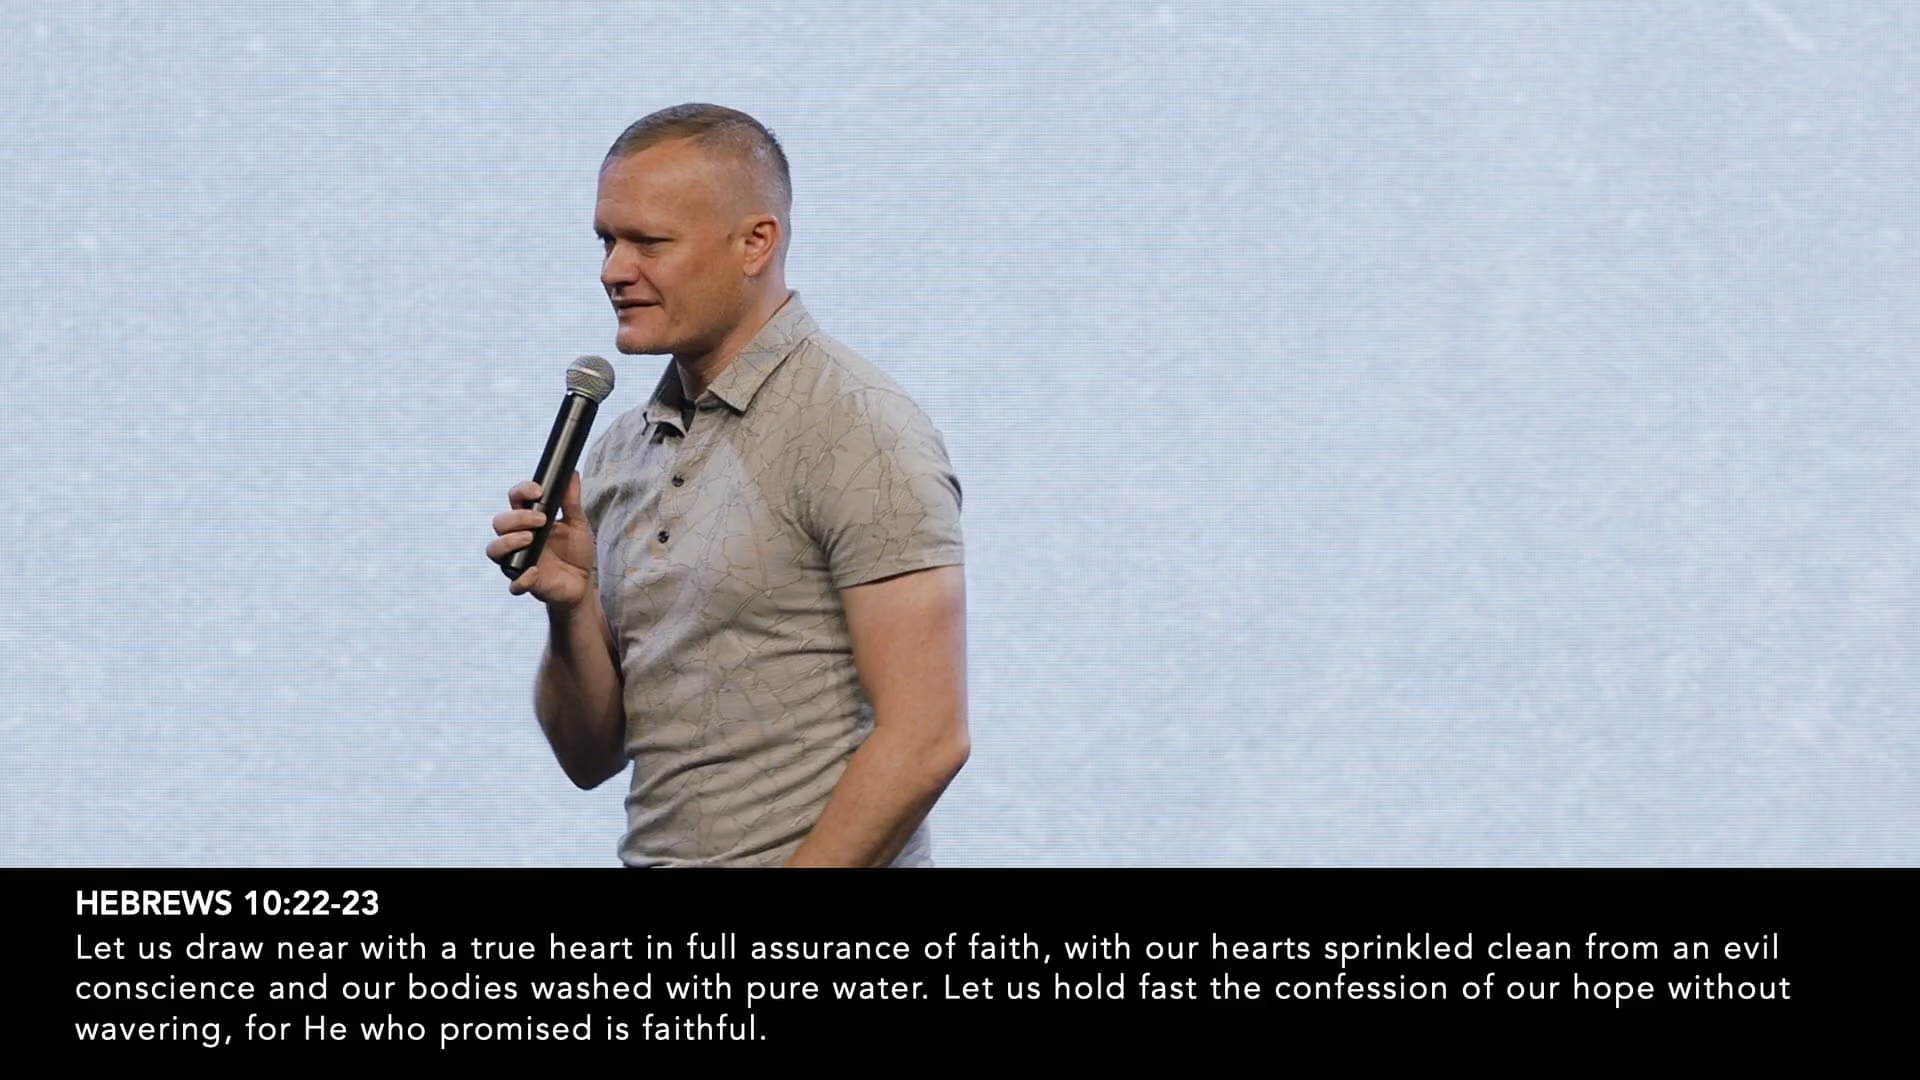 HEBREWS 10:22-23
Let us draw near with a true heart in full assurance of faith, with our hearts sprinkled clean from an evil
conscience and our bodies washed with pure water. Let us hold fast the confession of our hope without
wavering, for He who promised is faithful.